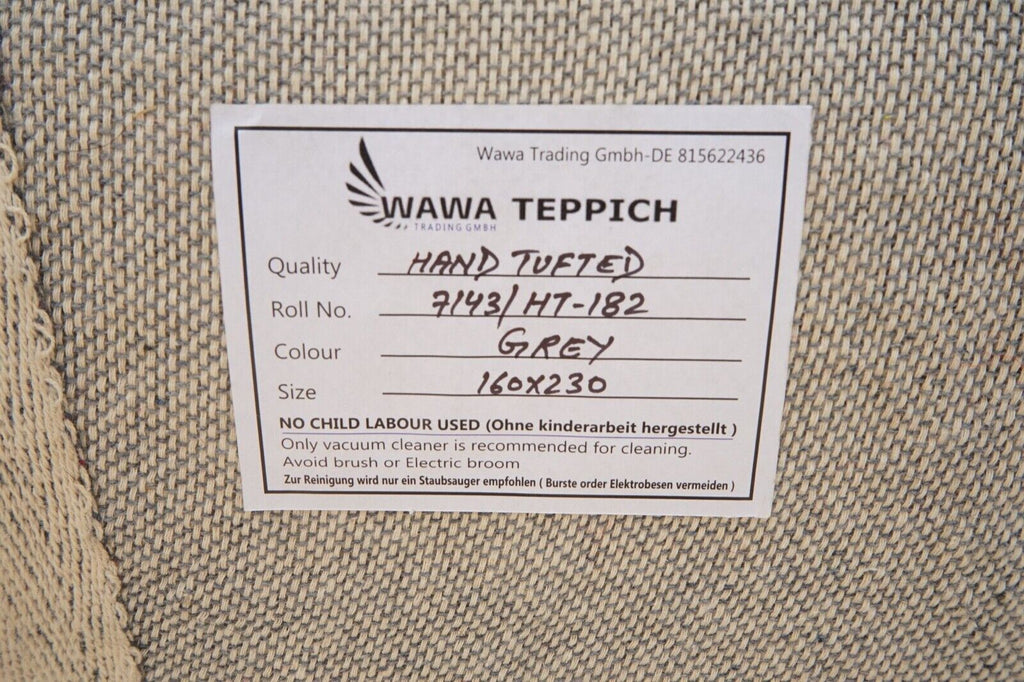 Wawa Trading Gmbh-DE 815622436
WAWA TEPPICH
TRADING GMBH
Quality HAND TUFTED
Roll No. 7143/HT-182
Colour GREY
Size 160X230
NO CHILD LABOUR USED (Ohne kinderarbeit hergestellt )
Only vacuum cleaner is recommended for cleaning.
Avoid brush or Electric broom
Zur Reinigung wird nur ein Staubsauger empfohlen ( Burste order Elektrobesen vermeiden )